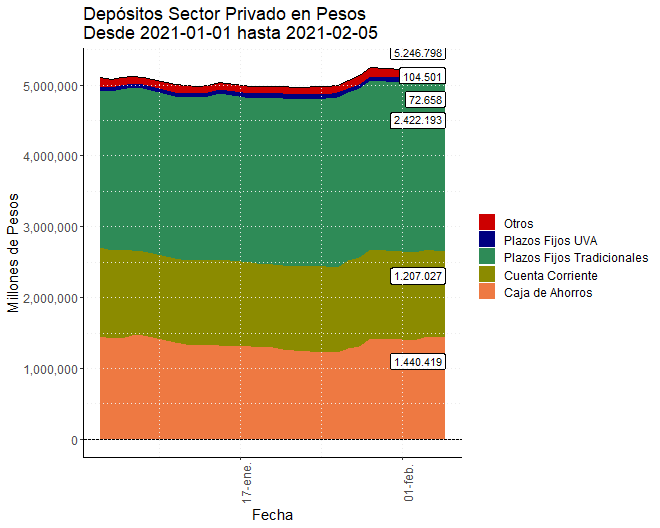 Depósitos Sector Privado en Pesos
Desde 2021-01-01 hasta 2021-02-05
Millones de Pesos
5,000,000
4,000,000
3,000,000
2,000,000
1,000,000
0
5.246.798
104.501
72.658
2.422.193
1.207.027
1.440.419
17-ene.
01-feb.
Fecha
Otros
Plazos Fijos UVA
Plazos Fijos Tradicionales
Cuenta Corriente
Caja de Ahorros